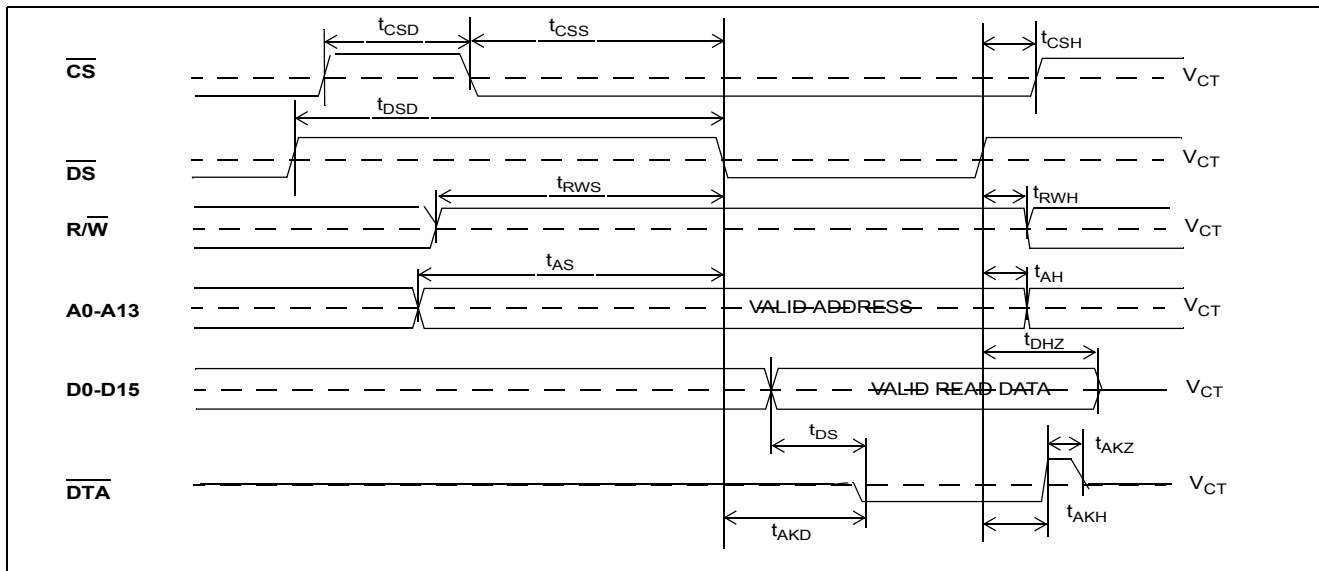 tCSD tCSS tCSH
CS VCT
tDSD
DS VCT
tRWS tRWH
R/W VCT
tAS tAH
A0-A13 VALID ADDRESS VCT
tDHZ
D0-D15 VALID READ DATA VCT
tDS tAKZ
DTA VCT
tAKD tAKH